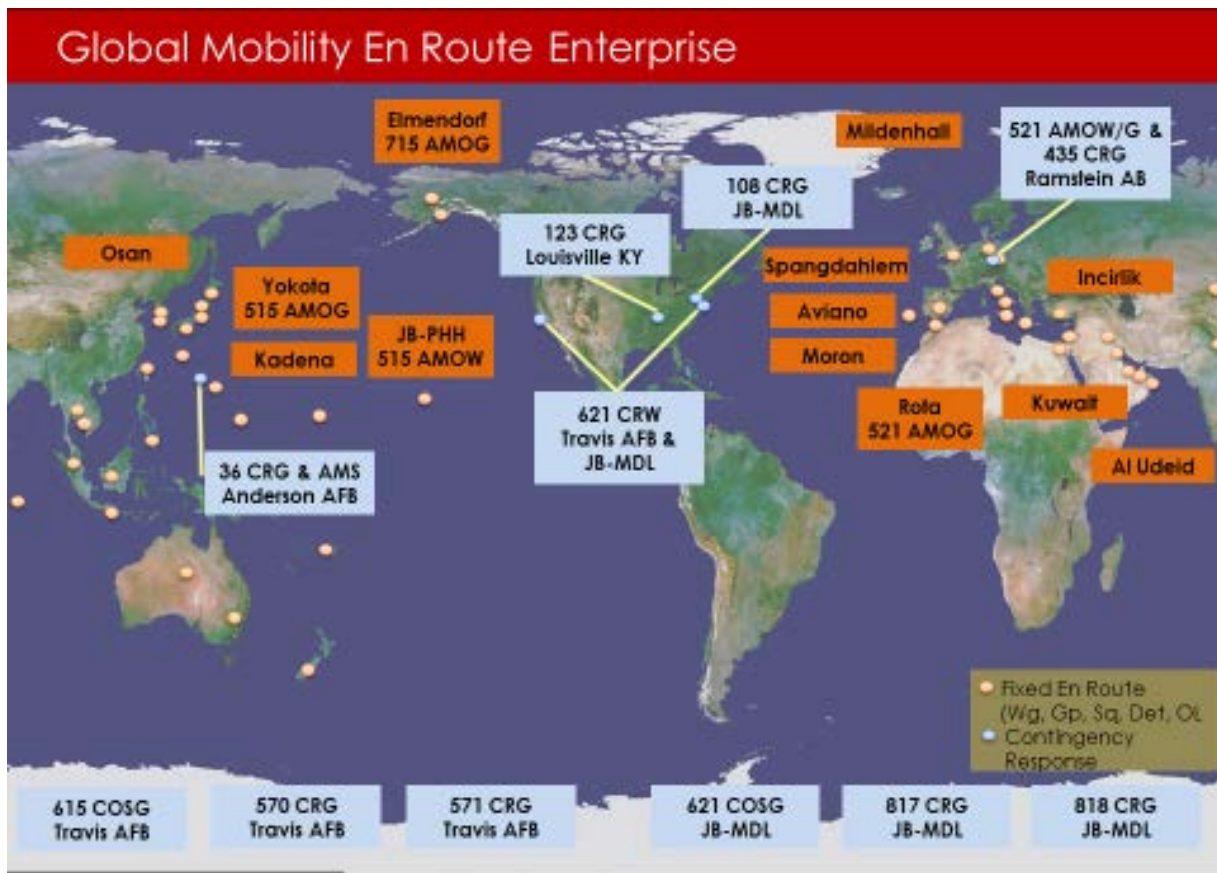 Global Mobility En Route Enterprise
Elmendorf
715 AMOG
Mildenhall
521 AMOW/G &
435 CRG
Ramstein AB
108 CRG
JB-MDL
123 CRG
Louisville KY
Osan
Spangdahlem
Incirlik
Yokota
515 AMOG
Aviano
JB-PHH
515 AMOW
Kadena
Moron
621 CRW
Travis AFB &
JB-MDL
Rota
521 AMOG
Kuwait
36 CRG & AMS
Anderson AFB
Al Udeid
Fixed En Route
(Wg, Gp, Sq, Det, OL
Contingency
Response
615 COSG
Travis AFB
570 CRG
Travis AFB
571 CRG
Travis AFB
621 COSG
JB-MDL
817 CRG
JB-MDL
818 CRG
JB-MDL